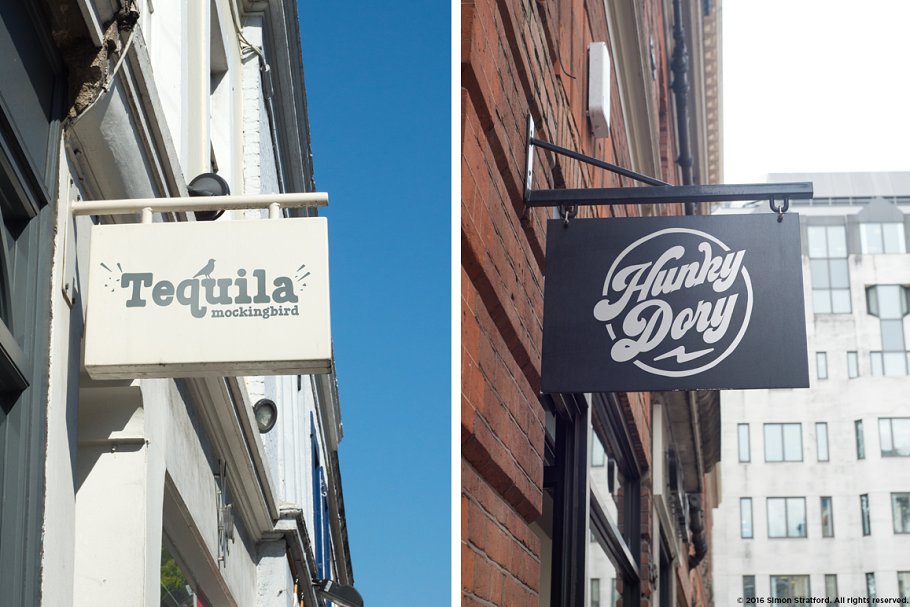 Tequila
mockingbird
Hunky
Dory
© 2016 Simon Stratford. All rights reserved.